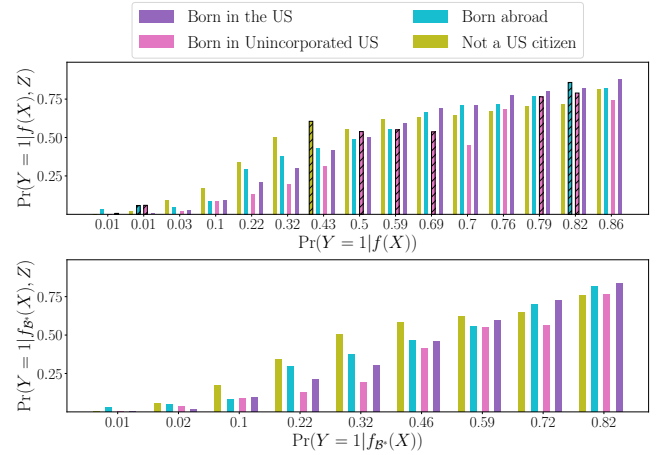 Born in the US
Born abroad
Born in Unincorporated US
Not a US citizen
Pr(Y = 1|f(X), Z)
0.75
0.50
0.25
0.01 0.01 0.03 0.1 0.22 0.32 0.43 0.5 0.59 0.69 0.7 0.76 0.79 0.82 0.86
Pr(Y = 1|f(X))
Pr(Y = 1|f_{𝓑*}(X), Z)
0.75
0.50
0.25
0.01 0.02 0.1 0.22 0.32 0.46 0.59 0.72 0.82
Pr(Y = 1|f_{𝓑*}(X))